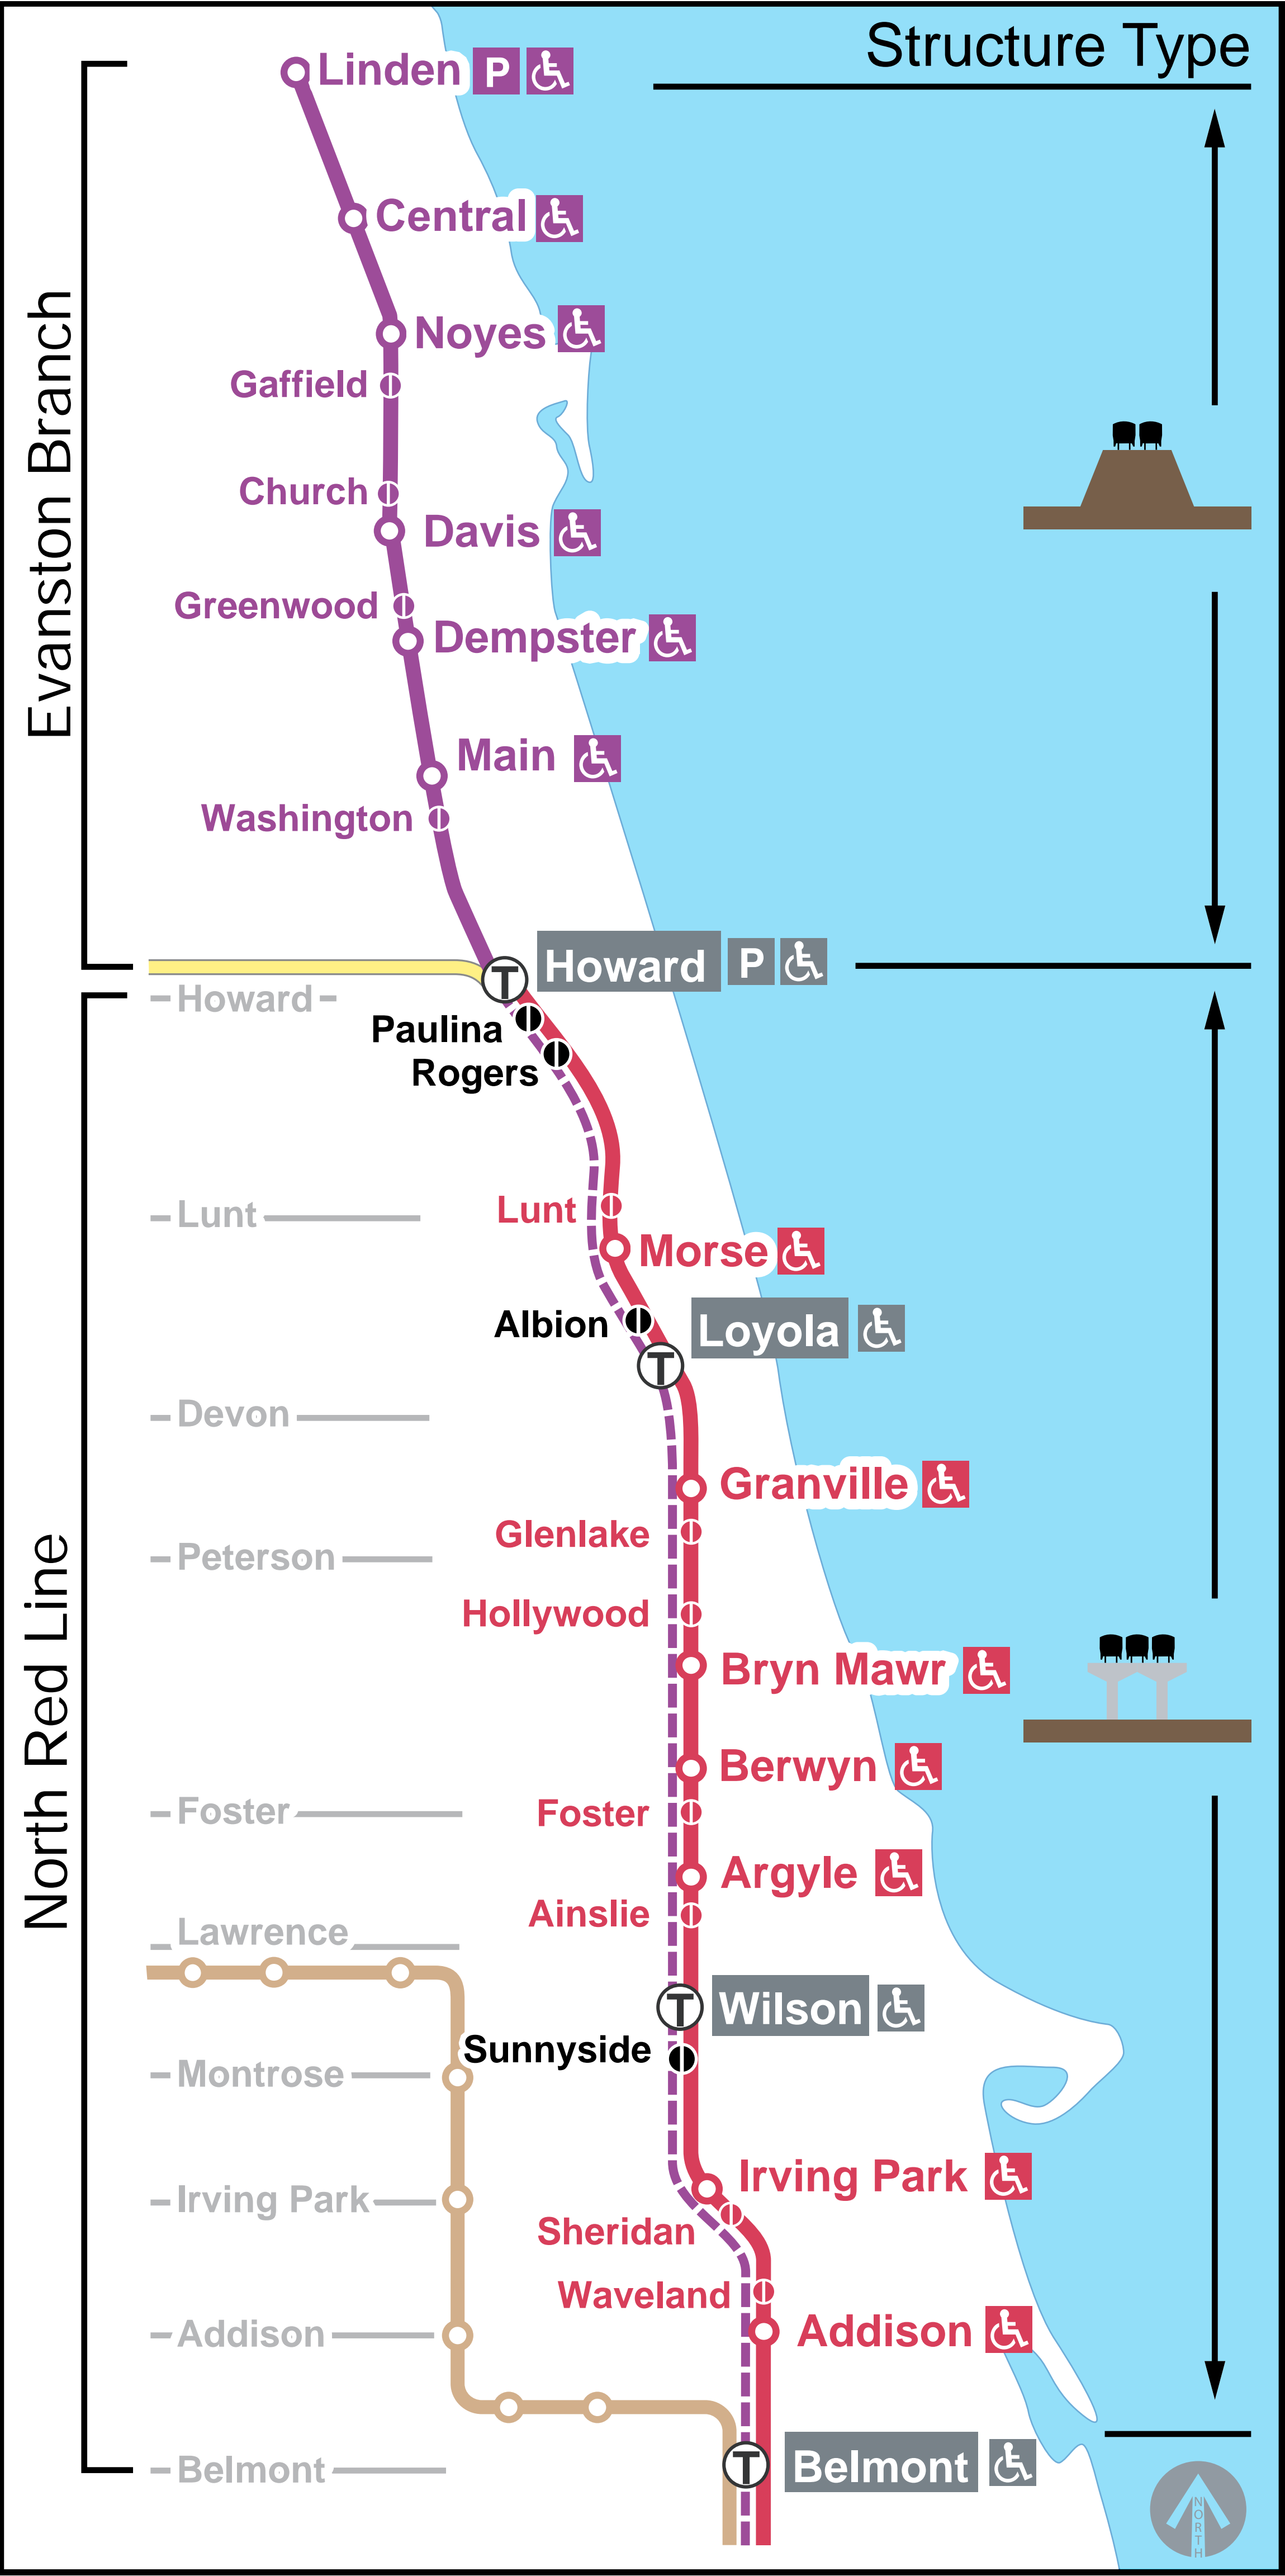 Structure Type
Linden P
Central
Noyes
Gaffield
Church
Davis
Greenwood
Dempster
Main
Washington
Evanston Branch
T Howard P
Howard
Paulina
Rogers
Lunt
Lunt
Morse
Albion
Loyola
T
Devon
Granville
Glenlake
Peterson
Hollywood
Bryn Mawr
Berwyn
Foster
Foster
Argyle
Ainslie
Lawrence
North Red Line
T Wilson
Sunnyside
Montrose
Irving Park
Irving Park
Sheridan
Waveland
Addison
Addison
T Belmont
Belmont
NORTH